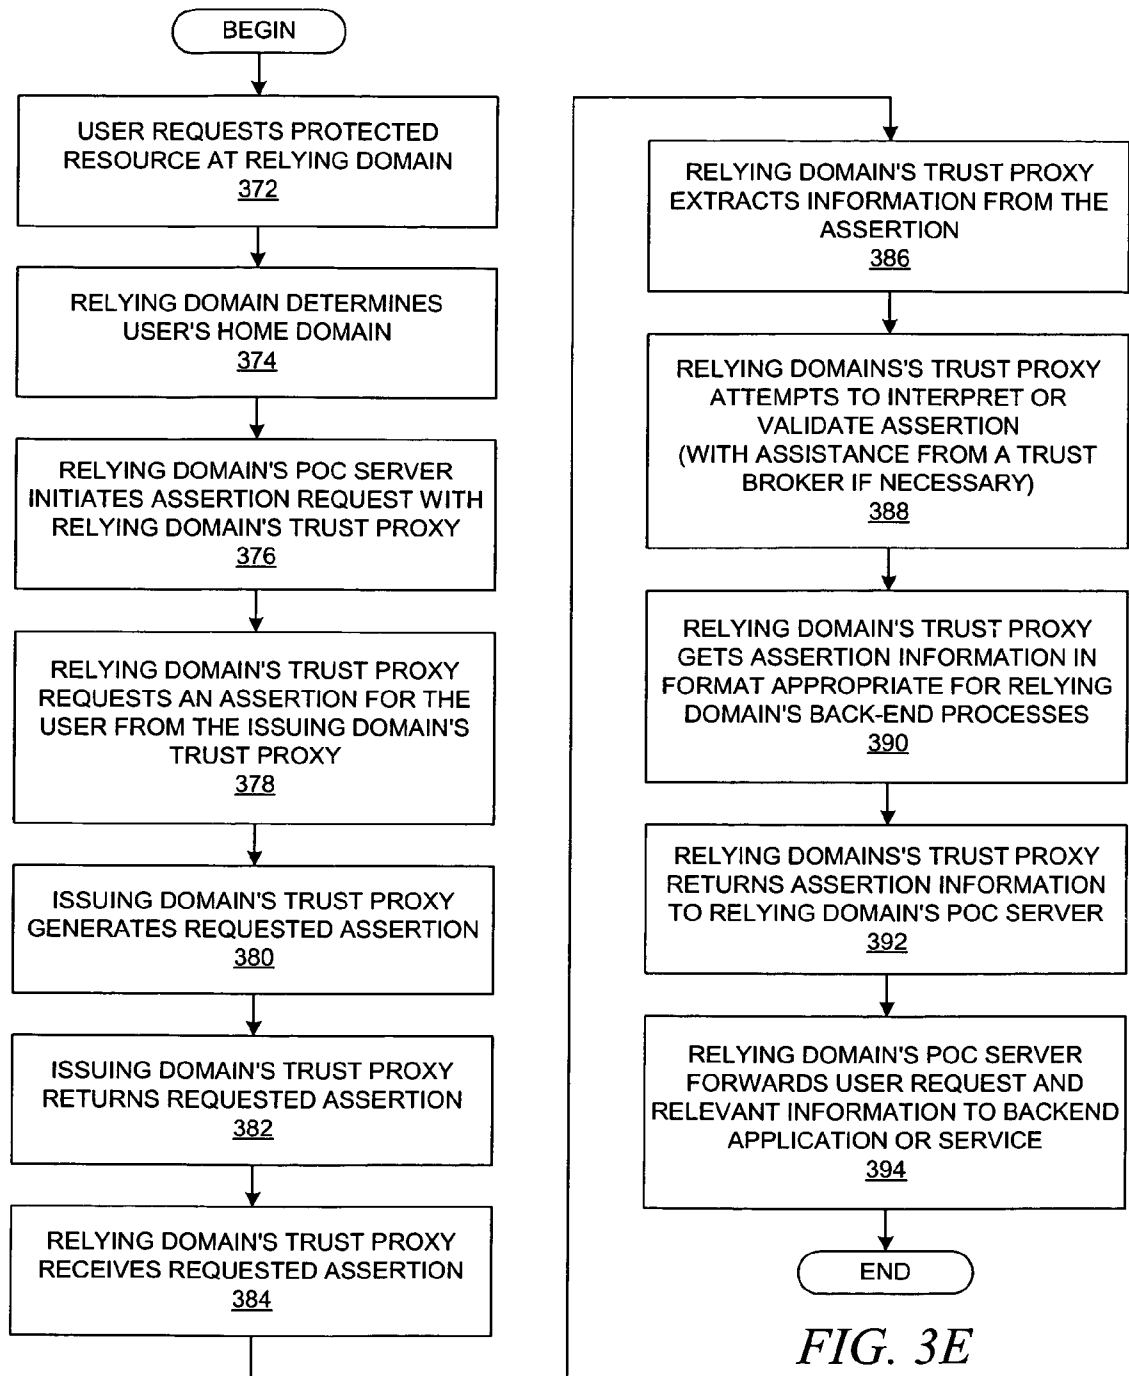 BEGIN
USER REQUESTS PROTECTED
RESOURCE AT RELYING DOMAIN
372
RELYING DOMAIN DETERMINES
USER'S HOME DOMAIN
374
RELYING DOMAIN'S POC SERVER
INITIATES ASSERTION REQUEST WITH
RELYING DOMAIN'S TRUST PROXY
376
RELYING DOMAIN'S TRUST PROXY
REQUESTS AN ASSERTION FOR THE
USER FROM THE ISSUING DOMAIN'S
TRUST PROXY
378
ISSUING DOMAIN'S TRUST PROXY
GENERATES REQUESTED ASSERTION
380
ISSUING DOMAIN'S TRUST PROXY
RETURNS REQUESTED ASSERTION
382
RELYING DOMAIN'S TRUST PROXY
RECEIVES REQUESTED ASSERTION
384
RELYING DOMAIN'S TRUST PROXY
EXTRACTS INFORMATION FROM THE
ASSERTION
386
RELYING DOMAINS'S TRUST PROXY
ATTEMPTS TO INTERPRET OR
VALIDATE ASSERTION
(WITH ASSISTANCE FROM A TRUST
BROKER IF NECESSARY)
388
RELYING DOMAIN'S TRUST PROXY
GETS ASSERTION INFORMATION IN
FORMAT APPROPRIATE FOR RELYING
DOMAIN'S BACK-END PROCESSES
390
RELYING DOMAINS'S TRUST PROXY
RETURNS ASSERTION INFORMATION
TO RELYING DOMAIN'S POC SERVER
392
RELYING DOMAIN'S POC SERVER
FORWARDS USER REQUEST AND
RELEVANT INFORMATION TO BACKEND
APPLICATION OR SERVICE
394
END
FIG. 3E